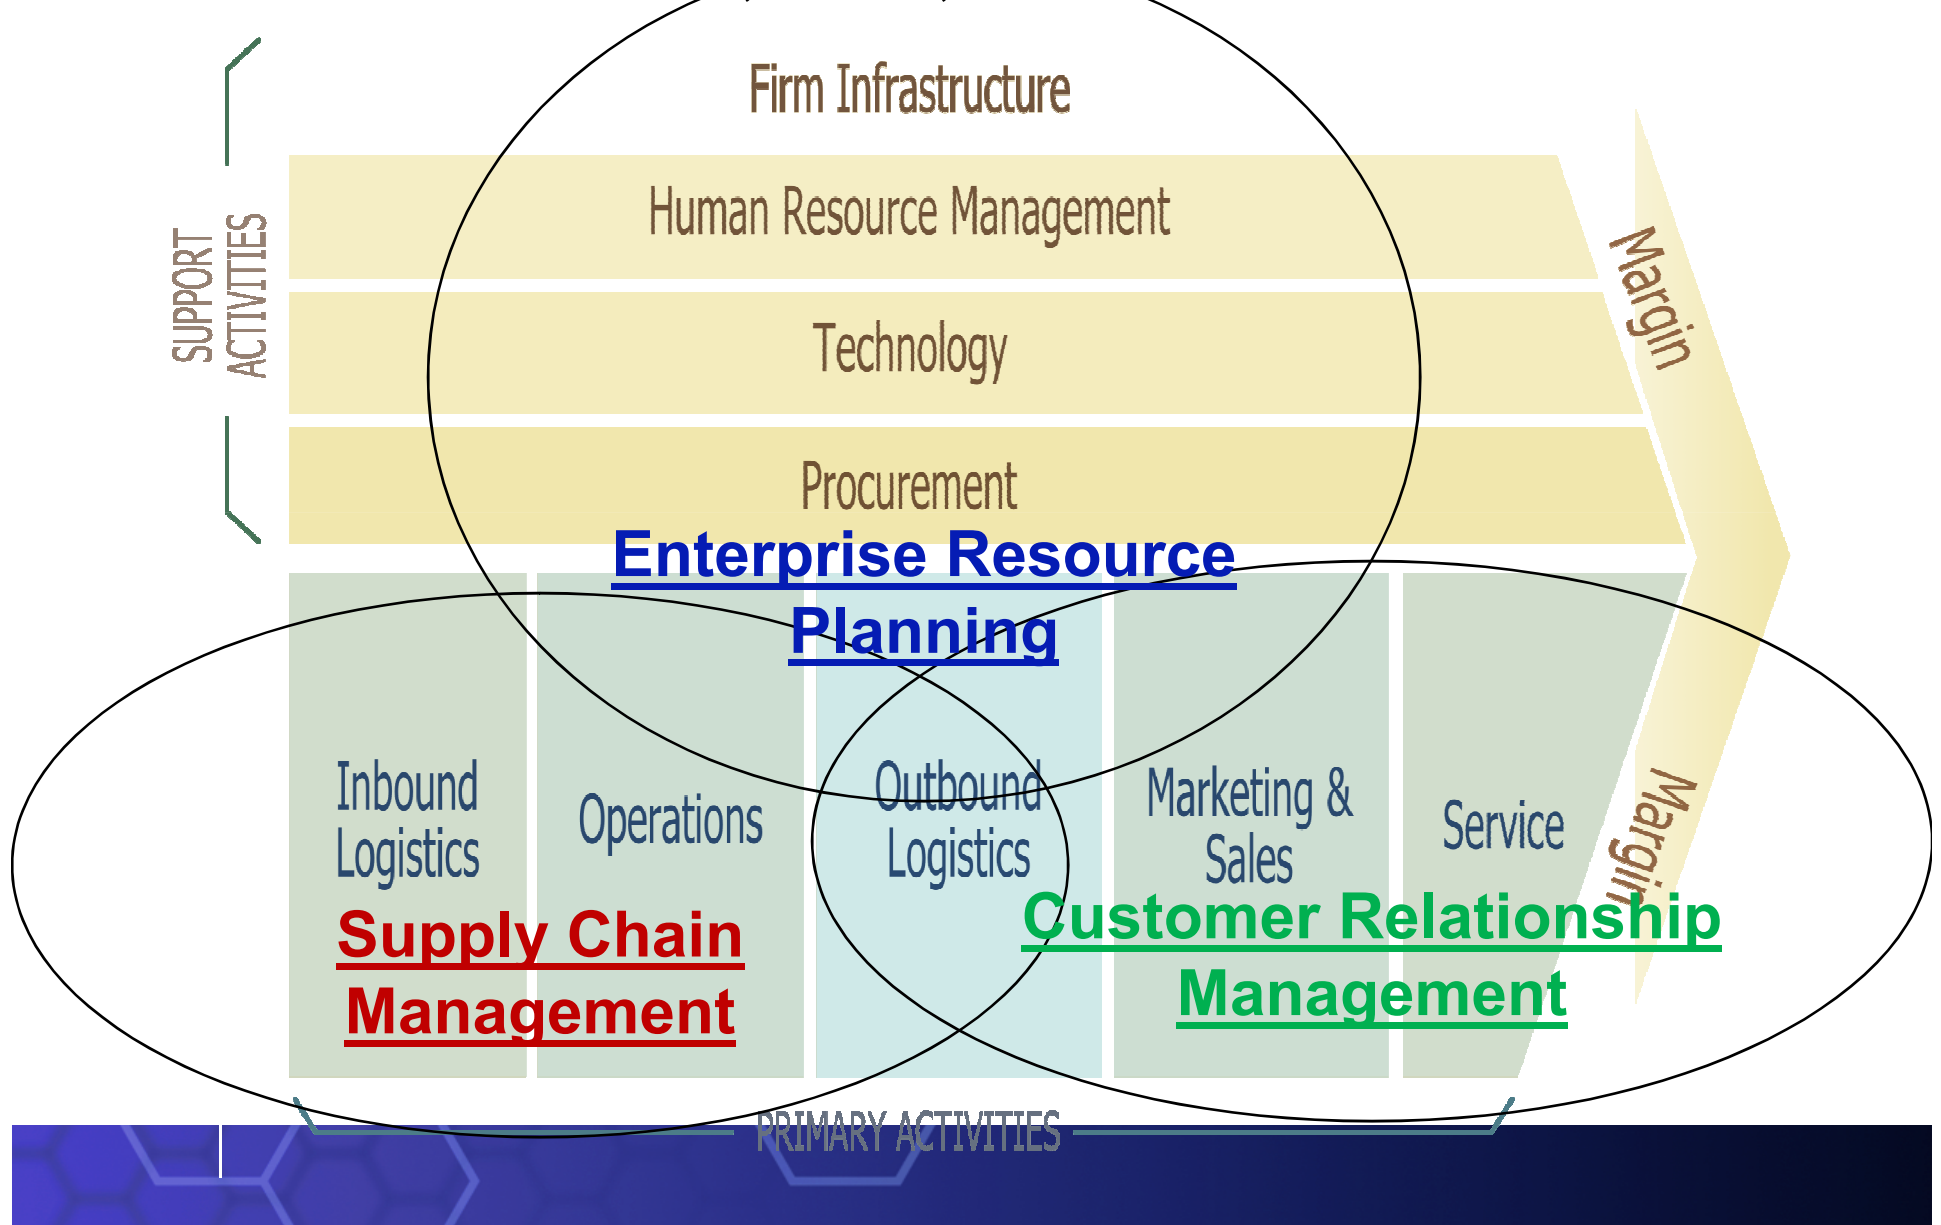 Firm Infrastructure
Human Resource Management
Technology
Procurement
SUPPORT
ACTIVITIES
Margin
Enterprise Resource
Planning
Inbound
Logistics
Operations
Outbound
Logistics
Marketing &
Sales
Service
Margin
Supply Chain
Management
Customer Relationship
Management
PRIMARY ACTIVITIES